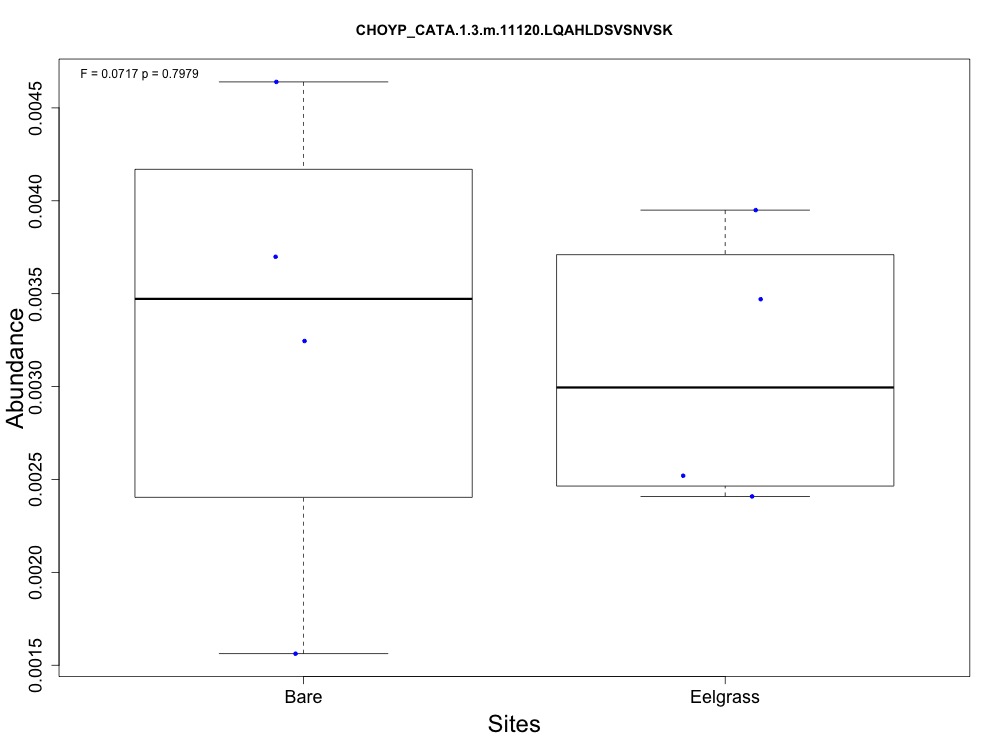 CHOYP_CATA.1.3.m.11120.LQAHLDSVSNVSK
F = 0.0717 p = 0.7979
0.0045
0.0040
0.0035
0.0030
0.0025
0.0020
0.0015
Abundance
Bare
Eelgrass
Sites